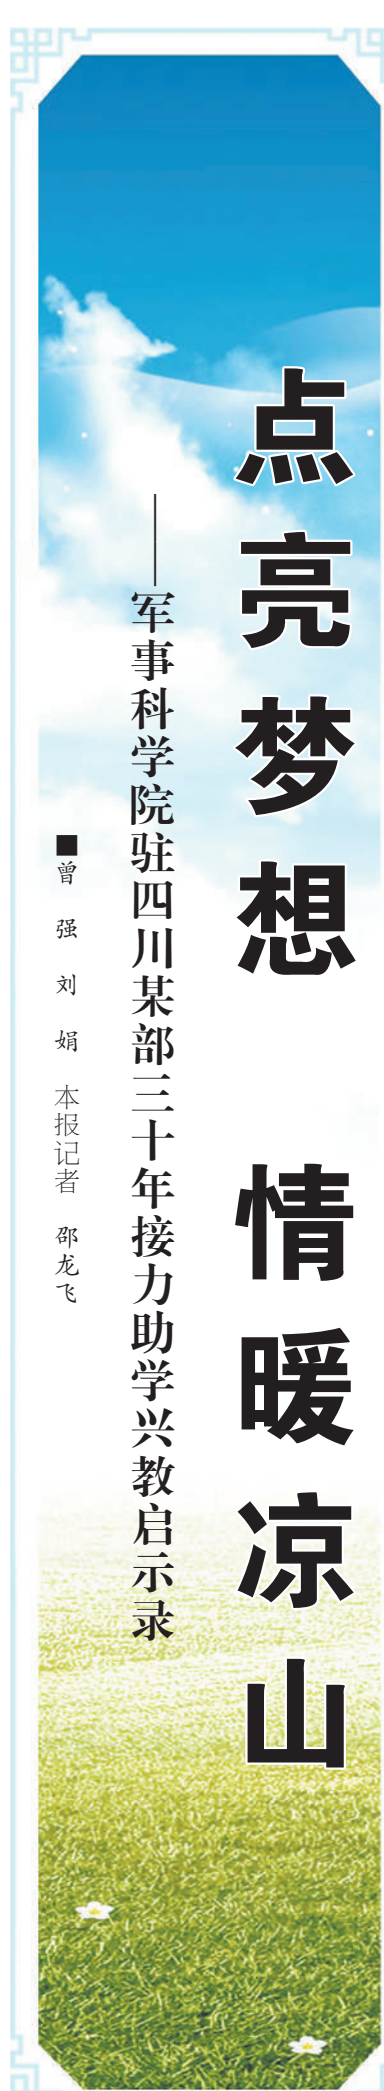 点亮梦想 情暖凉山
——军事科学院驻四川某部三十年接力助学兴教启示录
■曾 强 刘 娟 本报记者 邵龙飞